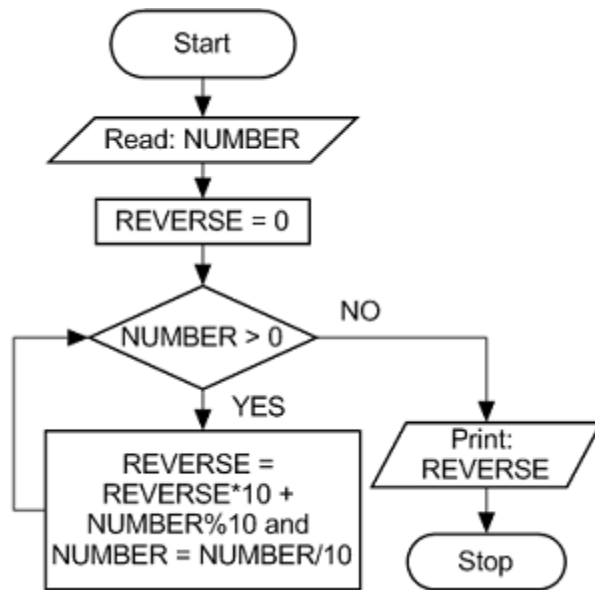 Start
Read: NUMBER
REVERSE = 0
NUMBER > 0
NO
YES
REVERSE =
REVERSE*10 +
NUMBER%10 and
NUMBER = NUMBER/10
Print:
REVERSE
Stop